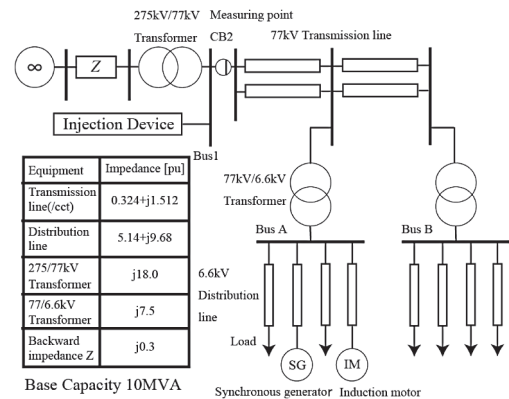 275kV/77kV
Transformer
Measuring point
CB2
77kV Transmission line
∞
Z
Injection Device
Bus1
Equipment Impedance [pu]
Transmission
line(/cct) 0.324+j1.512
Distribution
line 5.14+j9.68
275/77kV
Transformer j18.0
77/6.6kV
Transformer j7.5
Backward
impedance Z j0.3
Base Capacity 10MVA
77kV/6.6kV
Transformer
Bus A
Bus B
6.6kV
Distribution
line
Load
SG
IM
Synchronous generator
Induction motor